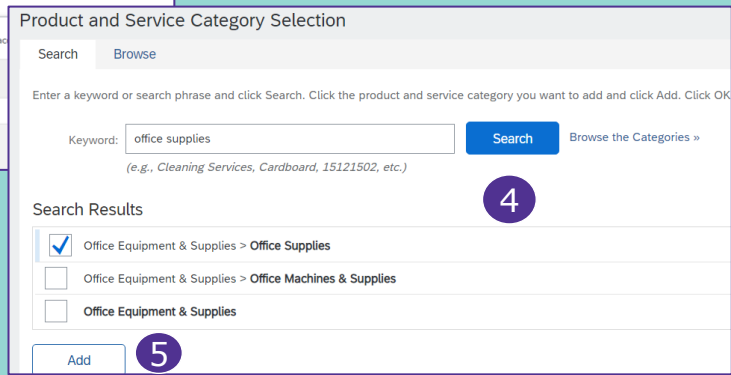 Product and Service Category Selection
Search Browse
Enter a keyword or search phrase and click Search. Click the product and service category you want to add and click Add. Click OK
Keyword: office supplies Search Browse the Categories »
(e.g., Cleaning Services, Cardboard, 15121502, etc.)
4
Search Results
Office Equipment & Supplies > Office Supplies
Office Equipment & Supplies > Office Machines & Supplies
Office Equipment & Supplies
Add 5